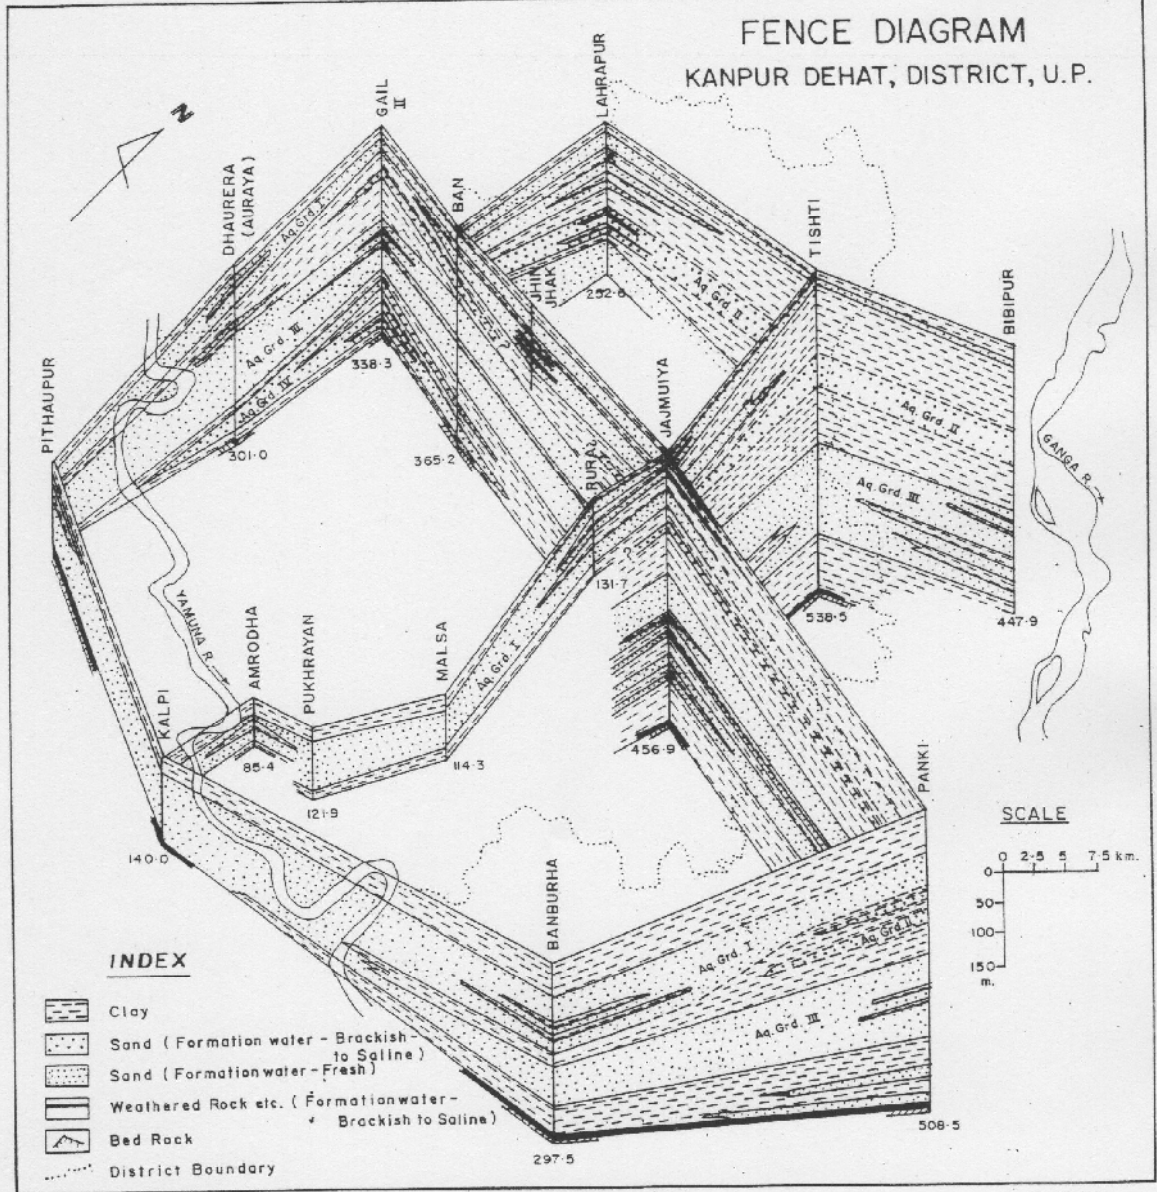 FENCE DIAGRAM
KANPUR DEHAT, DISTRICT, U.P.
N
LAHRAPUR
GAIL
II
DHAURERA
(AURAYA)
BAN
TISHTI
BIBIPUR
JHIN
JHAK
PITHAUPUR
JAJMUIYA
RURA
Aq. Grd. I
Aq. Grd. III
Aq. Grd. IV
Aq. Grd. II
Aq. Grd. II
Aq. Grd. III
252.6
338.3
301.0
365.2
131.7
538.5
447.9
GANGA R.
YAMUNA R.
AMRODHA
PUKHRAYAN
MALSA
Aq. Grd. I
?
KALPI
85.4
114.3
121.9
140.0
456.9
PANKI
BANBURHA
Aq. Grd. I
Aq. Grd. II
Aq. Grd. III
297.5
508.5
SCALE
0 2.5 5 7.5 km.
0
50
100
150
m.
INDEX
Clay
Sand (Formation water - Brackish -
to Saline)
Sand (Formation water - Fresh)
Weathered Rock etc. (Formation water -
Brackish to Saline)
Bed Rock
District Boundary